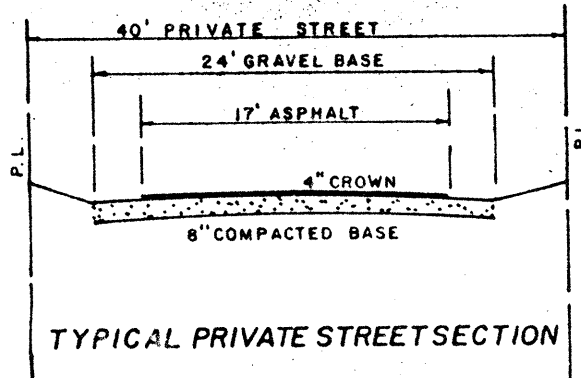 40' PRIVATE STREET
24' GRAVEL BASE
17' ASPHALT
P.L.
P.L.
4" CROWN
8" COMPACTED BASE
TYPICAL PRIVATE STREET SECTION